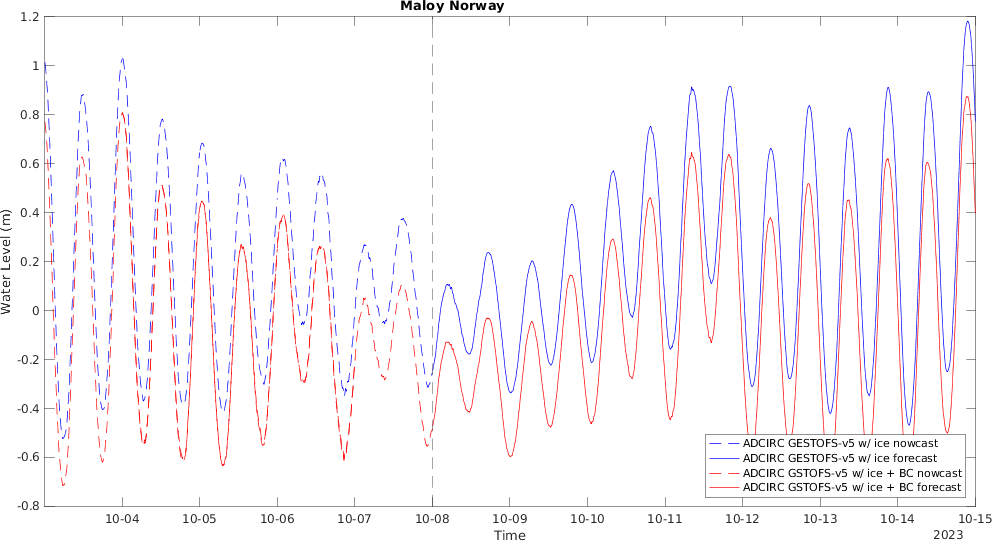 Maloy Norway
1.2
1
0.8
0.6
0.4
0.2
0
-0.2
-0.4
-0.6
-0.8
Water Level (m)
ADCIRC GESTOFS-v5 w/ ice nowcast
ADCIRC GESTOFS-v5 w/ ice forecast
ADCIRC GSTOFS-v5 w/ ice + BC nowcast
ADCIRC GSTOFS-v5 w/ ice + BC forecast
10-04 10-05 10-06 10-07 10-08 10-09 10-10 10-11 10-12 10-13 10-14 10-15
Time
2023